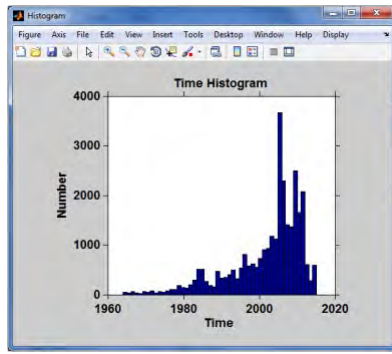 Histogram
Figure Axis File Edit View Insert Tools Desktop Window Help Display
Time Histogram
4000
3000
2000
1000
0
Number
1960 1980 2000 2020
Time